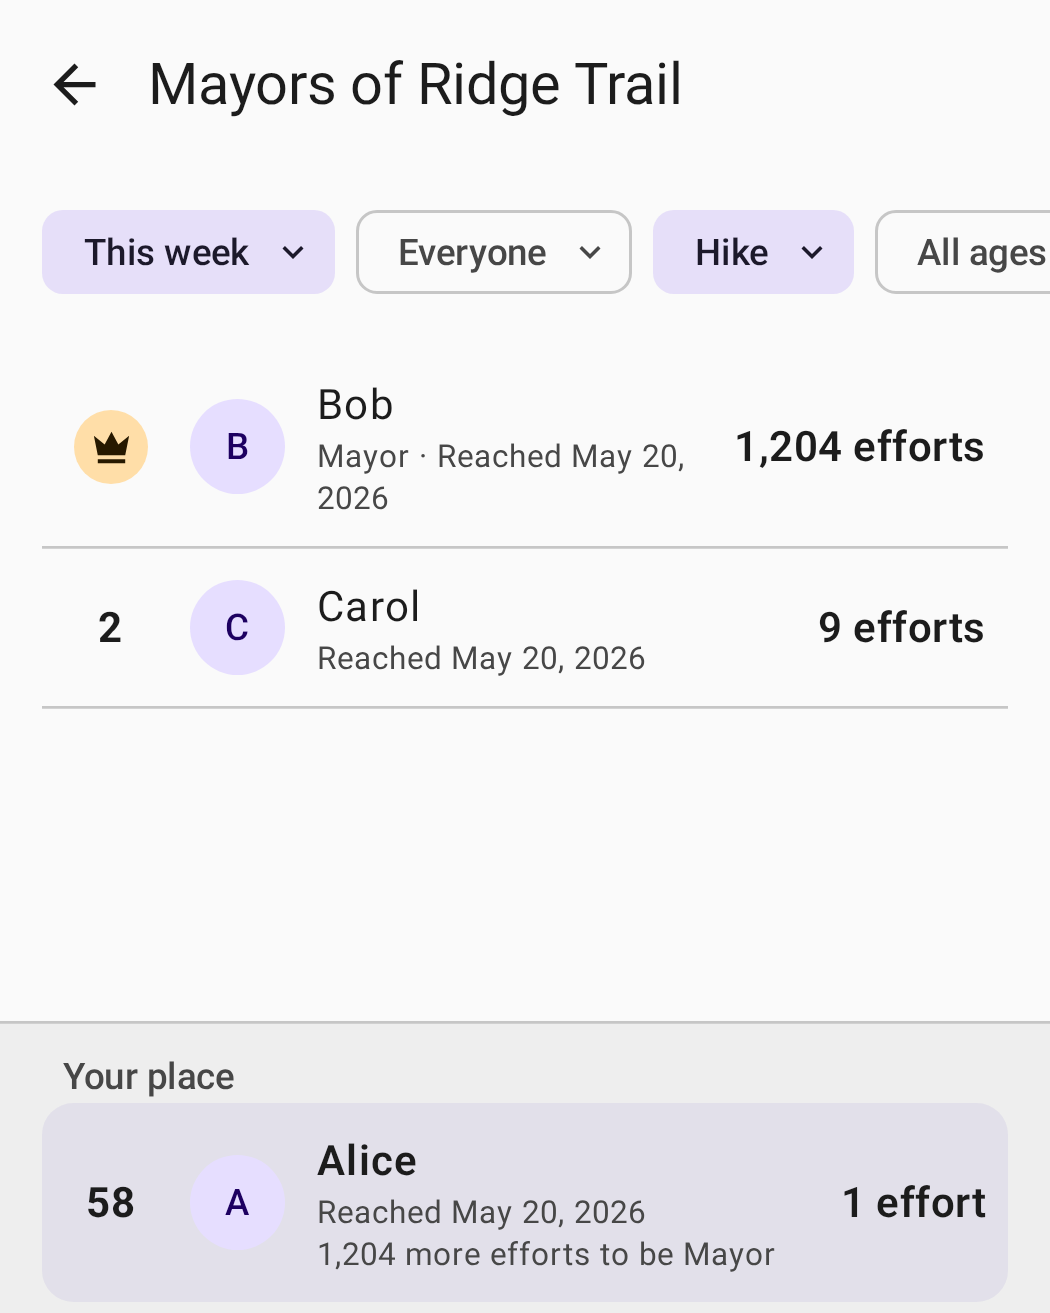 Mayors of Ridge Trail
This week
Everyone
Hike
All ages
B
Bob
Mayor · Reached May 20,
2026
1,204 efforts
2
C
Carol
Reached May 20, 2026
9 efforts
Your place
58
A
Alice
Reached May 20, 2026
1,204 more efforts to be Mayor
1 effort